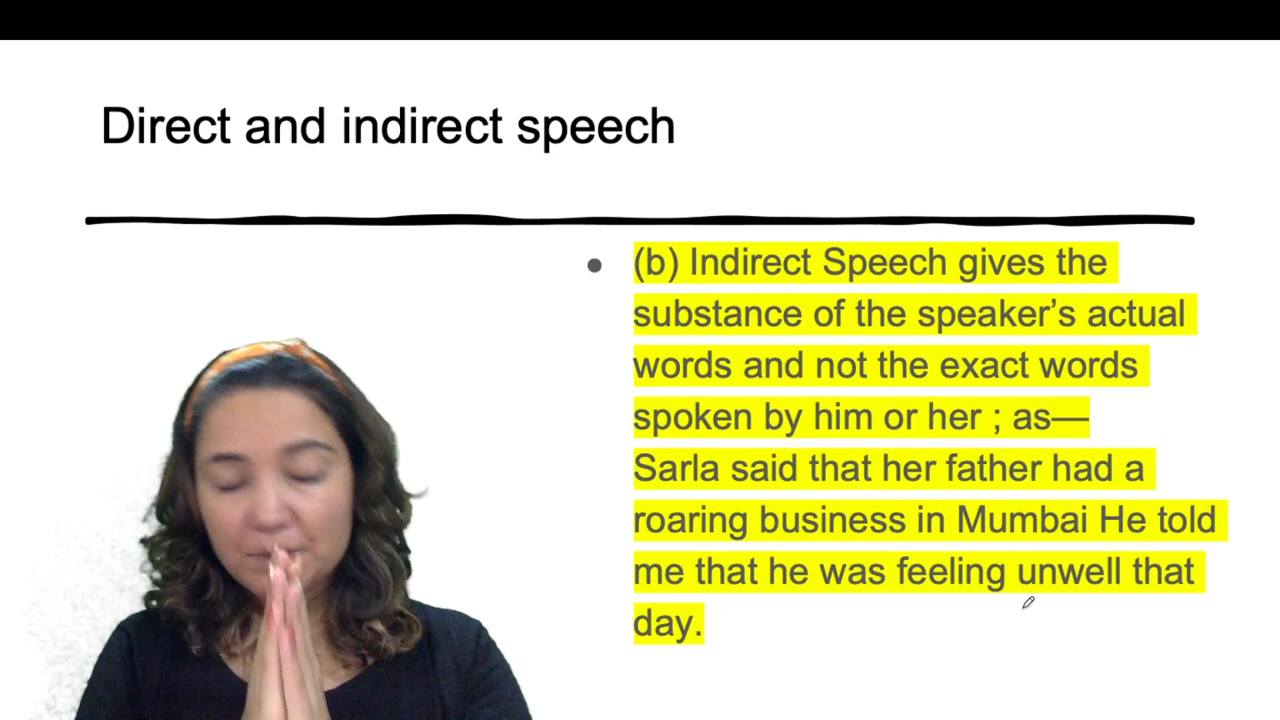 Direct and indirect speech
(b) Indirect Speech gives the
substance of the speaker’s actual
words and not the exact words
spoken by him or her ; as—
Sarla said that her father had a
roaring business in Mumbai He told
me that he was feeling unwell that
day.